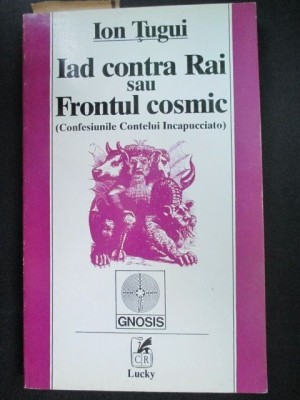 Ion Țugui
Iad contra Rai
sau
Frontul cosmic
(Confesiunile Contelui Incapucciato)
GNOSIS
CR
Lucky